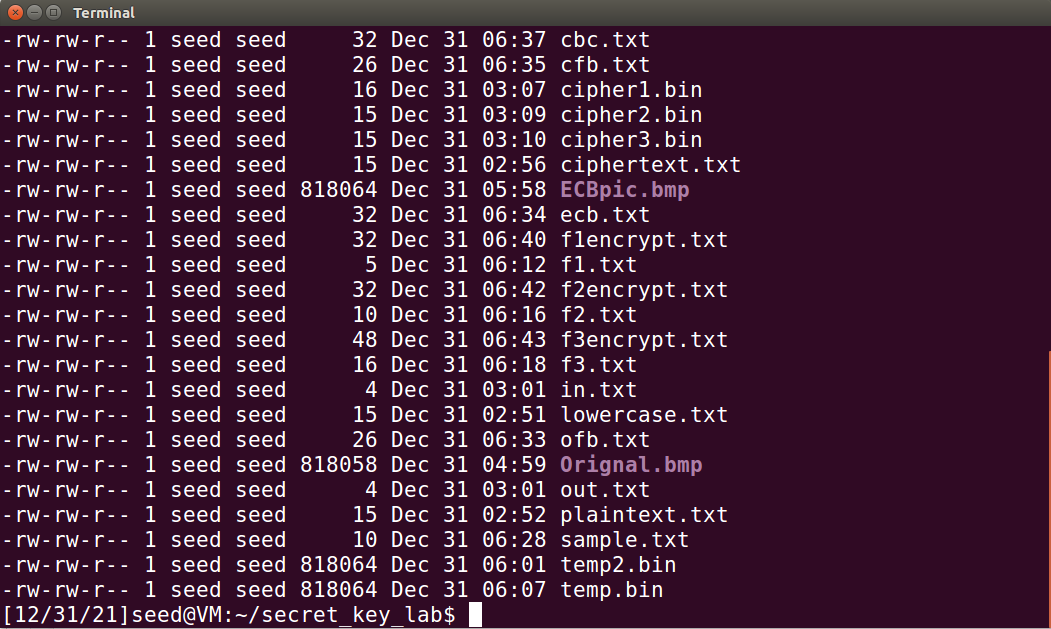 Terminal
-rw-rw-r-- 1 seed seed     32 Dec 31 06:37 cbc.txt
-rw-rw-r-- 1 seed seed     26 Dec 31 06:35 cfb.txt
-rw-rw-r-- 1 seed seed     16 Dec 31 03:07 cipher1.bin
-rw-rw-r-- 1 seed seed     15 Dec 31 03:09 cipher2.bin
-rw-rw-r-- 1 seed seed     15 Dec 31 03:10 cipher3.bin
-rw-rw-r-- 1 seed seed     15 Dec 31 02:56 ciphertext.txt
-rw-rw-r-- 1 seed seed 818064 Dec 31 05:58 ECBpic.bmp
-rw-rw-r-- 1 seed seed     32 Dec 31 06:34 ecb.txt
-rw-rw-r-- 1 seed seed     32 Dec 31 06:40 f1encrypt.txt
-rw-rw-r-- 1 seed seed      5 Dec 31 06:12 f1.txt
-rw-rw-r-- 1 seed seed     32 Dec 31 06:42 f2encrypt.txt
-rw-rw-r-- 1 seed seed     10 Dec 31 06:16 f2.txt
-rw-rw-r-- 1 seed seed     48 Dec 31 06:43 f3encrypt.txt
-rw-rw-r-- 1 seed seed     16 Dec 31 06:18 f3.txt
-rw-rw-r-- 1 seed seed      4 Dec 31 03:01 in.txt
-rw-rw-r-- 1 seed seed     15 Dec 31 02:51 lowercase.txt
-rw-rw-r-- 1 seed seed     26 Dec 31 06:33 ofb.txt
-rw-rw-r-- 1 seed seed 818058 Dec 31 04:59 Orignal.bmp
-rw-rw-r-- 1 seed seed      4 Dec 31 03:01 out.txt
-rw-rw-r-- 1 seed seed     15 Dec 31 02:52 plaintext.txt
-rw-rw-r-- 1 seed seed     10 Dec 31 06:28 sample.txt
-rw-rw-r-- 1 seed seed 818064 Dec 31 06:01 temp2.bin
-rw-rw-r-- 1 seed seed 818064 Dec 31 06:07 temp.bin
[12/31/21]seed@VM:~/secret_key_lab$